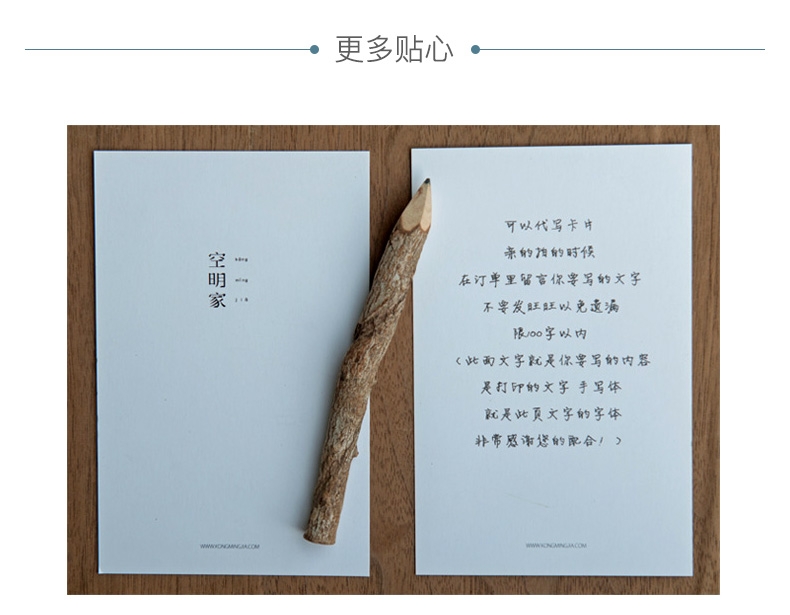 更多贴心
空明家
kōng
míng
jiā
WWW.KONGMINGJIA.COM
可以代写卡片
亲的拍的时候
在订单里留言你要写的文字
不要发旺旺以免遗漏
限100字以内
（此面文字就是你要写的内容
是打印的文字 手写体
就是此页文字的字体
非常感谢您的配合！）
WWW.KONGMINGJIA.COM